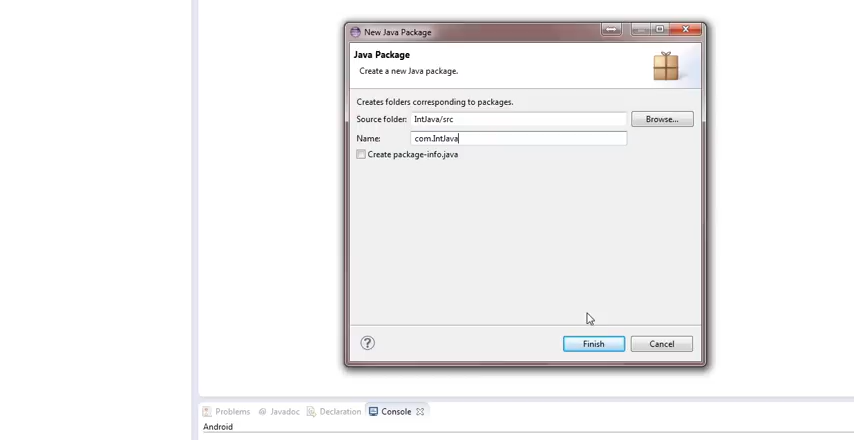 New Java Package
Java Package
Create a new Java package.
Creates folders corresponding to packages.
Source folder: IntJava/src Browse...
Name: com.IntJava
Create package-info.java
? Finish Cancel
Problems @ Javadoc Declaration Console
Android